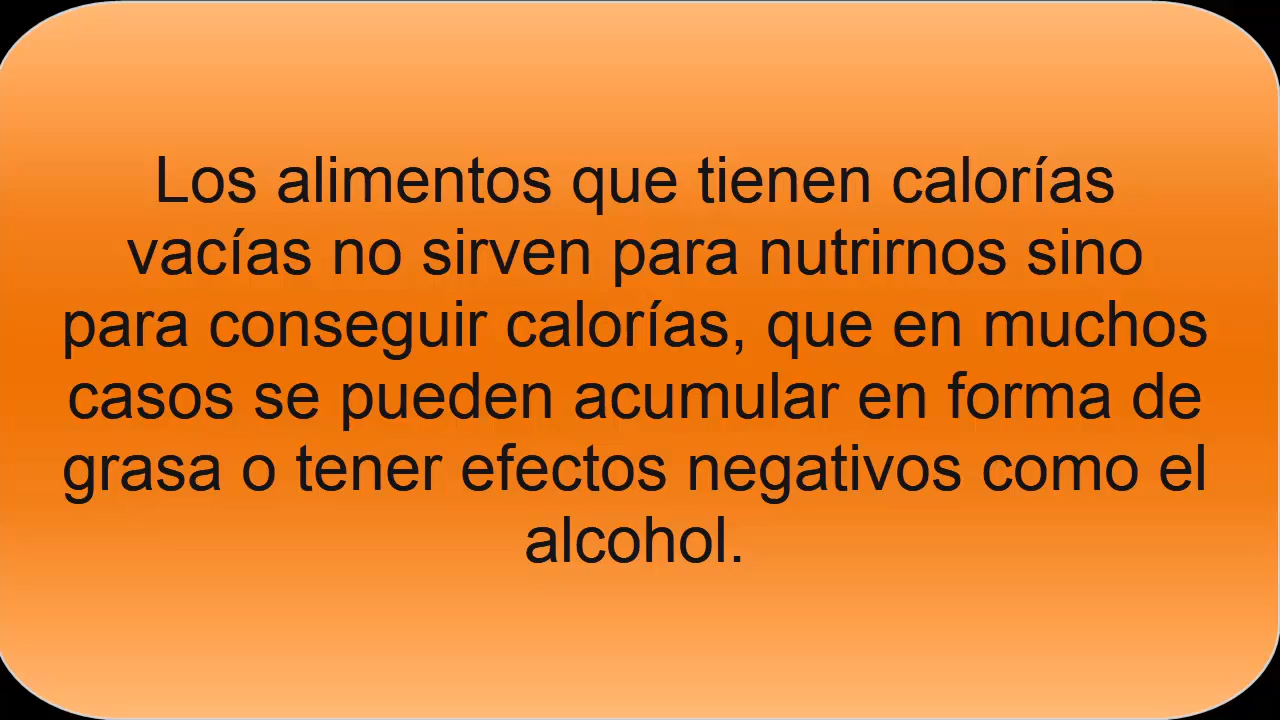 Los alimentos que tienen calorías
vacías no sirven para nutrirnos sino
para conseguir calorías, que en muchos
casos se pueden acumular en forma de
grasa o tener efectos negativos como el
alcohol.